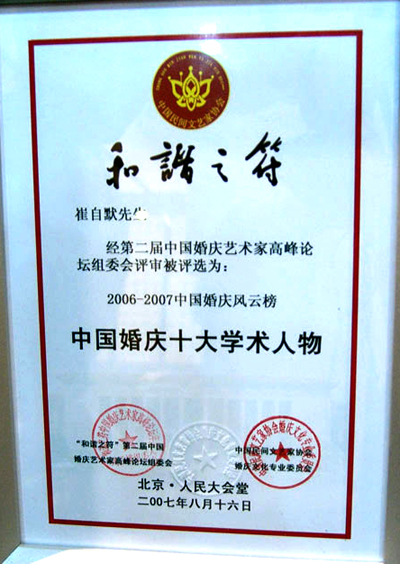 中国民间文艺家协会
和谐之符
崔自默先生
经第二届中国婚庆艺术家高峰论
坛组委会评审被评选为：
2006-2007中国婚庆风云榜
中国婚庆十大学术人物
“和谐之符”第二届中国
婚庆艺术家高峰论坛组委会
中国民间文艺家协会
婚庆文化专业委员会
北京·人民大会堂
二00七年八月十六日